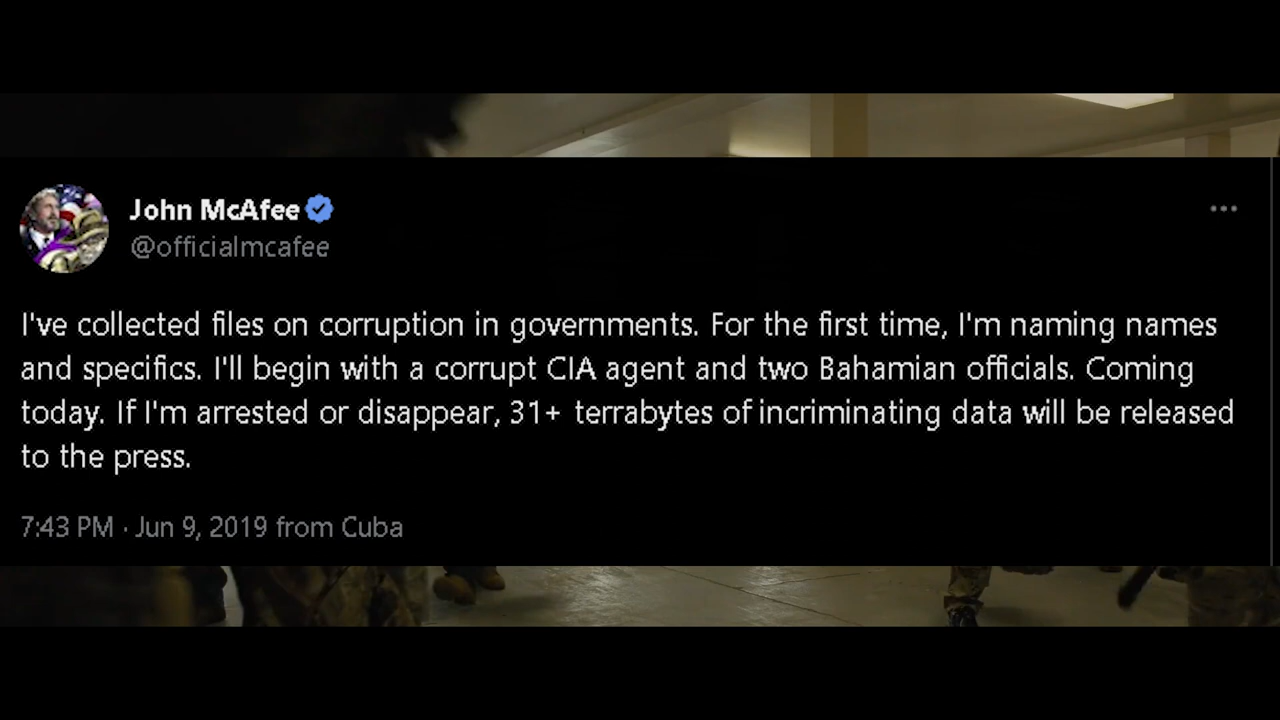 John McAfee
@officialmcafee
I've collected files on corruption in governments. For the first time, I'm naming names
and specifics. I'll begin with a corrupt CIA agent and two Bahamian officials. Coming
today. If I'm arrested or disappear, 31+ terrabytes of incriminating data will be released
to the press.
7:43 PM · Jun 9, 2019 from Cuba